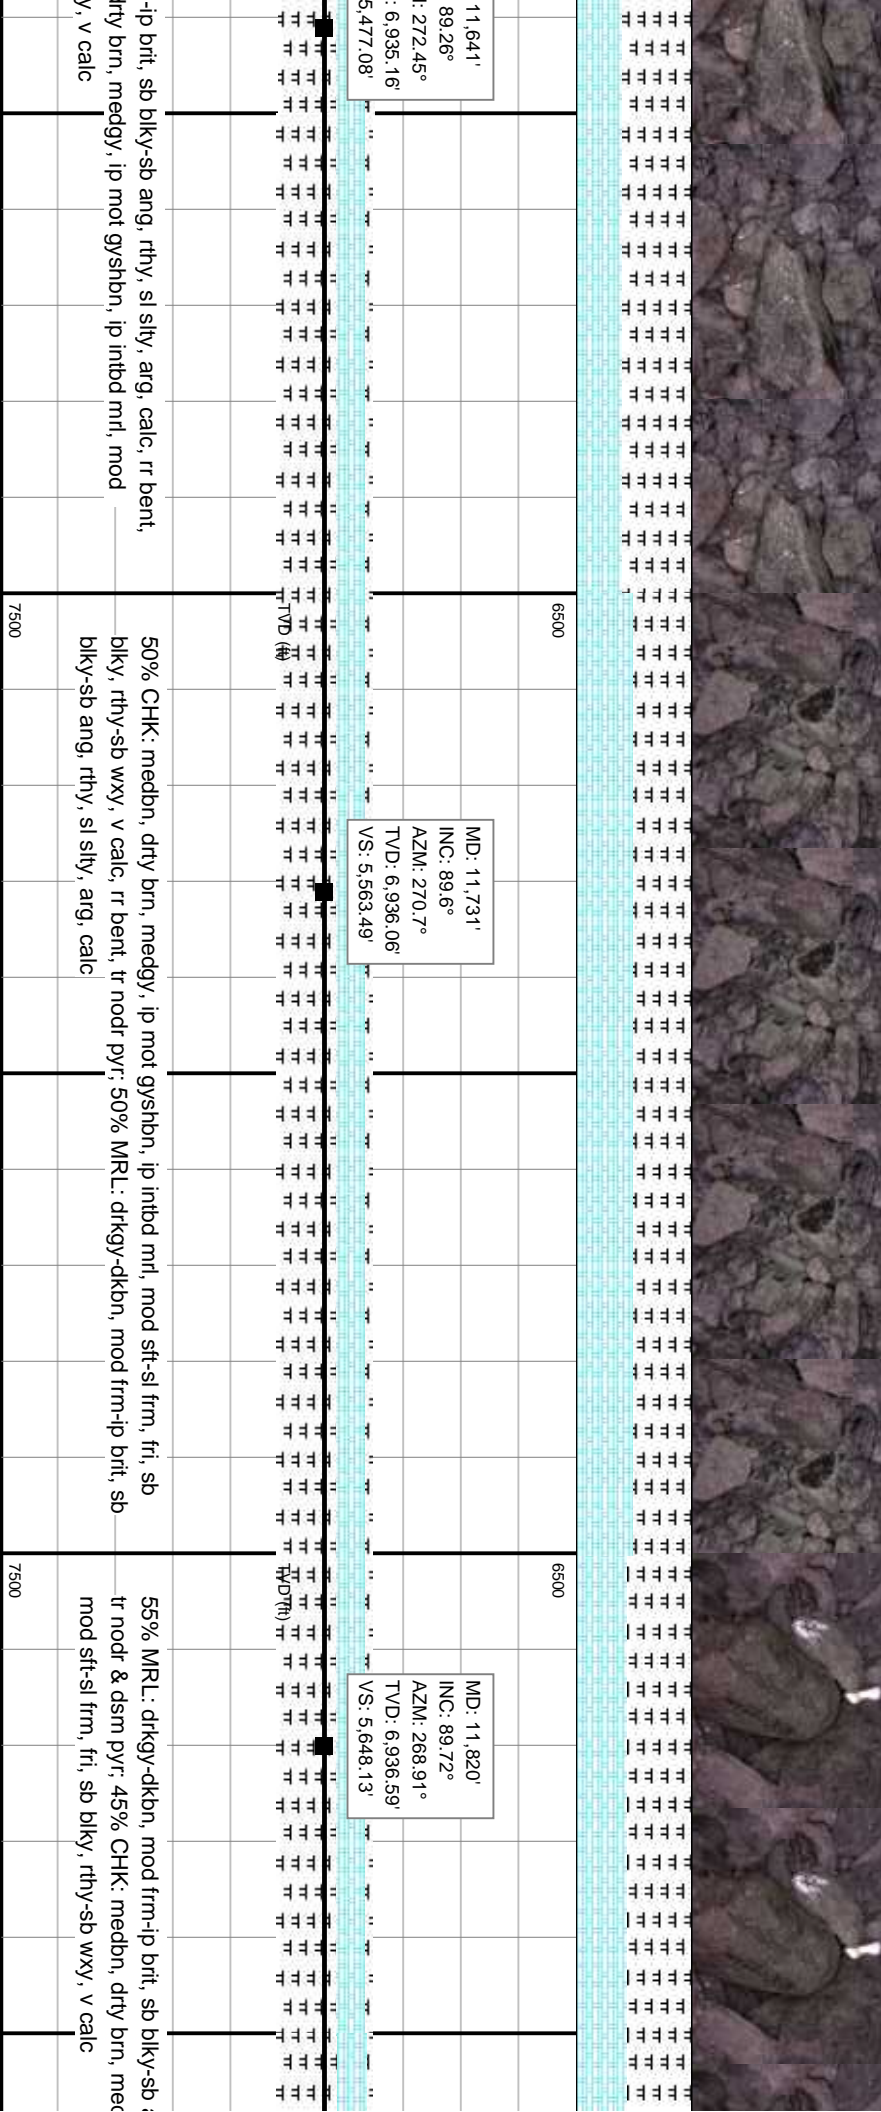 11,641'
89.26°
: 272.45°
: 6,935.16'
5,477.08'
-ip brit, sb blky-sb ang, rthy, sl slty, arg, calc, rr bent,
drty brn, medgy, ip mot gyshbn, ip intbd mrl, mod
y, v calc
6500
TVD (ft)
7500
MD: 11,731'
INC: 89.6°
AZM: 270.7°
TVD: 6,936.06'
VS: 5,563.49'
50% CHK: medbn, drty brn, medgy, ip mot gyshbn, ip intbd mrl, mod sft-sl frm, fri, sb
blky, rthy-sb wxy, v calc, rr bent, tr nodr pyr; 50% MRL: drkgy-dkbn, mod frm-ip brit, sb
blky-sb ang, rthy, sl slty, arg, calc
6500
TVD (ft)
7500
MD: 11,820'
INC: 89.72°
AZM: 268.91°
TVD: 6,936.59'
VS: 5,648.13'
55% MRL: drkgy-dkbn, mod frm-ip brit, sb blky-sb
tr nodr & dsm pyr; 45% CHK: medbn, drty brn, med
mod sft-sl frm, fri, sb blky, rthy-sb wxy, v calc